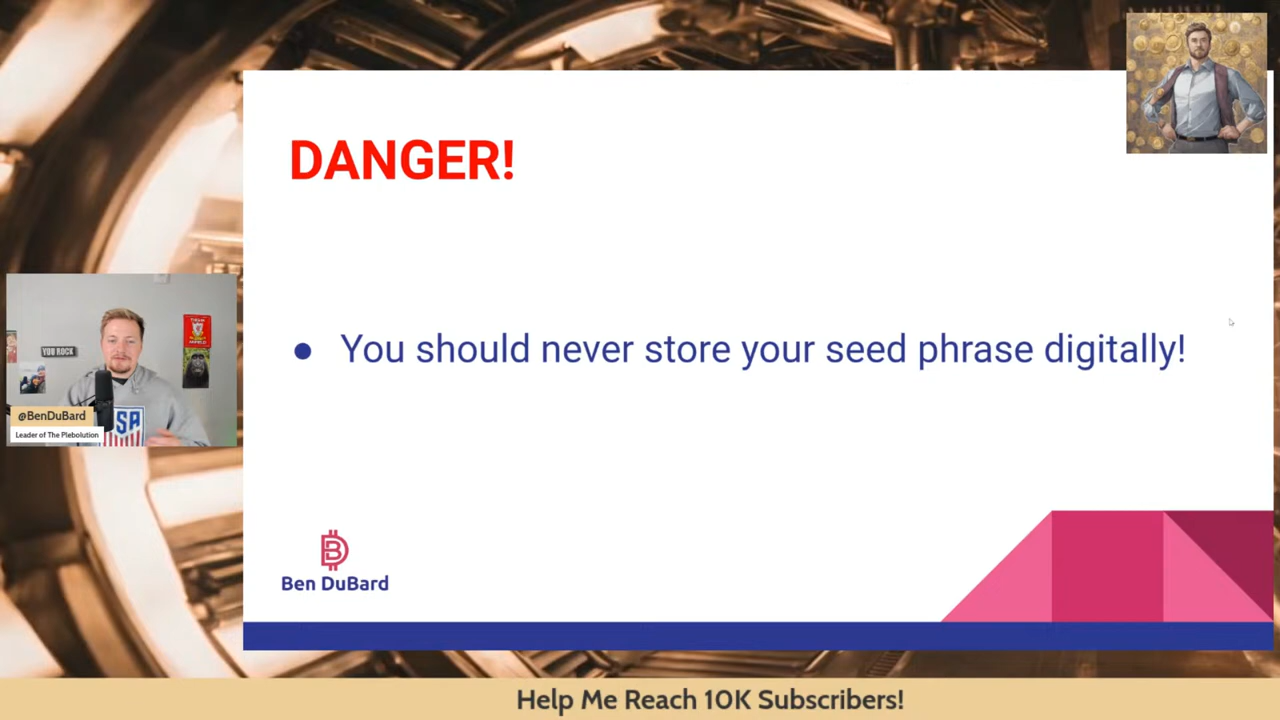 DANGER!
● You should never store your seed phrase digitally!
YOU ROCK
@BenDuBard
Leader of The Plebolution
USA
Ben DuBard
Help Me Reach 10K Subscribers!